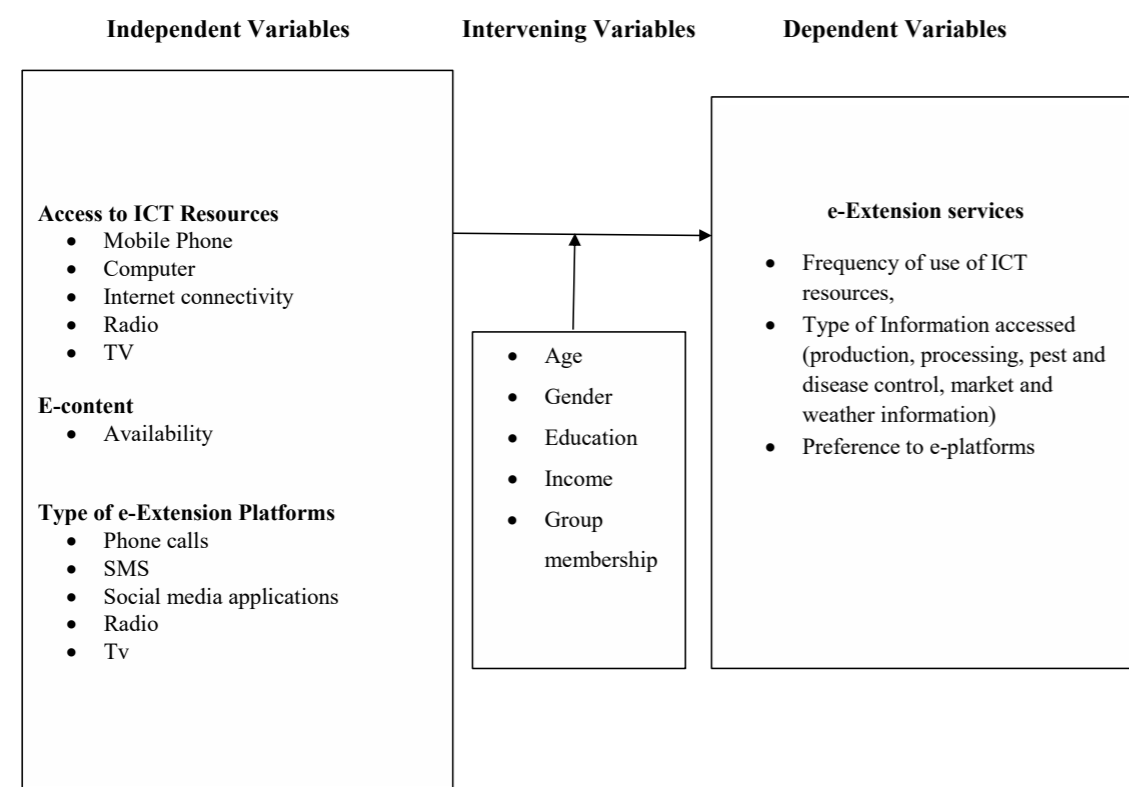 Independent Variables
Intervening Variables
Dependent Variables
Access to ICT Resources
• Mobile Phone
• Computer
• Internet connectivity
• Radio
• TV
E-content
• Availability
Type of e-Extension Platforms
• Phone calls
• SMS
• Social media applications
• Radio
• Tv
• Age
• Gender
• Education
• Income
• Group
membership
e-Extension services
• Frequency of use of ICT
resources,
• Type of Information accessed
(production, processing, pest and
disease control, market and
weather information)
• Preference to e-platforms